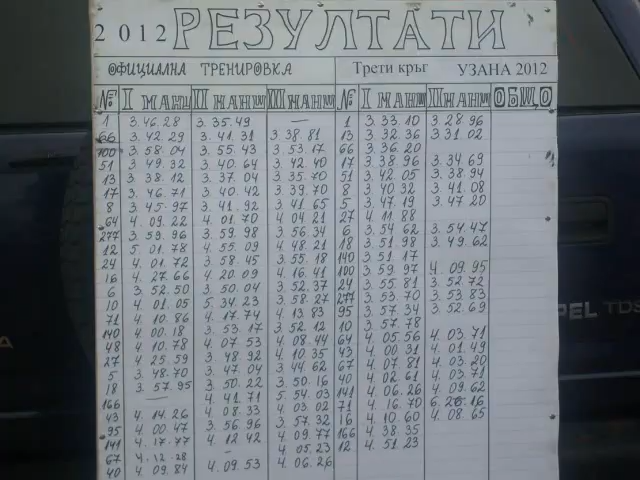 2012 РЕЗУЛТАТИ
ОФИЦИАЛНА ТРЕНИРОВКА Трети кръг УЗАНА 2012
№ I МАНШ II МАНШ III МАНШ № I МАНШ II МАНШ ОБЩО
1 3.46.28 3.35.49 — 1 3.33.10 3.28.96
66 3.42.29 3.41.31 3.38.81 13 3.32.36 3.31.02
100 3.58.04 3.55.43 3.53.17 66 3.36.20
51 3.49.32 3.40.64 3.42.40 17 3.38.96 3.34.69
13 3.38.12 3.37.04 3.35.70 51 3.42.05 3.38.94
17 3.46.71 3.40.42 3.39.70 8 3.40.32 3.41.08
8 3.45.97 3.41.92 3.41.65 5 3.47.19 3.47.20
64 4.09.22 4.01.70 4.04.21 27 4.11.88
277 3.59.96 3.59.98 3.56.34 6 3.54.62 3.54.47
12 5.01.78 4.55.09 4.48.21 18 3.51.98 3.49.62
24 4.01.72 3.58.45 3.55.18 140 3.51.17
16 4.27.66 4.20.09 4.16.41 100 3.59.97 4.09.95
6 3.52.50 3.50.04 3.52.37 24 3.55.81 3.52.72
10 4.01.05 5.34.23 3.58.27 277 3.53.70 3.53.83
71 4.10.86 4.17.74 4.13.83 95 3.57.34 3.52.69
140 4.00.18 3.53.17 3.52.12 10 3.57.78
48 4.10.78 4.07.53 4.08.44 64 4.05.56 4.03.71
27 4.25.59 3.48.92 4.10.35 43 4.00.31 4.01.49
5 3.48.70 3.47.04 3.44.62 67 4.07.81 4.03.20
18 3.57.95 3.50.22 3.50.16 40 4.02.61 4.03.71
166 — 4.41.71 5.54.03 141 4.06.26 4.09.62
43 4.14.26 4.08.33 4.03.02 71 4.16.70 6.26.16
95 4.00.47 3.56.96 3.57.32 16 4.10.60 4.08.65
141 4.17.77 4.12.42 4.09.77 166 4.38.35
67 4.12.28 — 4.05.23 12 4.51.23
40 4.09.84 4.09.53 4.06.26
PEL TDS